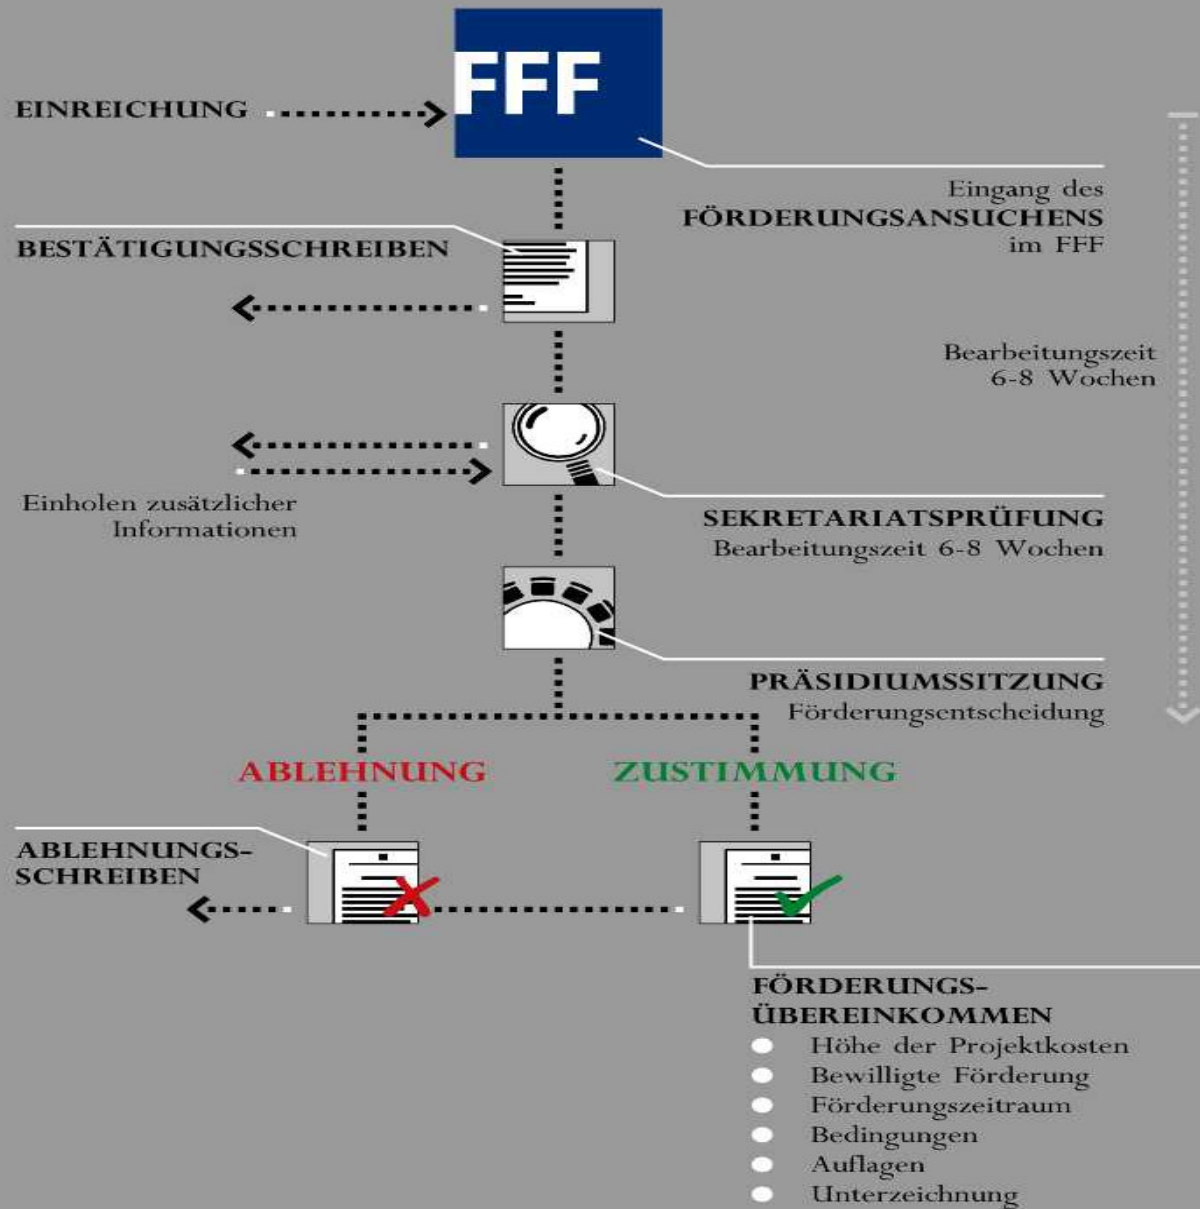 FFF
EINREICHUNG
Eingang des
FÖRDERUNGSANSUCHENS
im FFF
BESTÄTIGUNGSSCHREIBEN
Bearbeitungszeit
6-8 Wochen
Einholen zusätzlicher
Informationen
SEKRETARIATSPRÜFUNG
Bearbeitungszeit 6-8 Wochen
PRÄSIDIUMSSITZUNG
Förderungsentscheidung
ABLEHNUNG
ZUSTIMMUNG
ABLEHNUNGS-
SCHREIBEN
FÖRDERUNGS-
ÜBEREINKOMMEN
Höhe der Projektkosten
Bewilligte Förderung
Förderungszeitraum
Bedingungen
Auflagen
Unterzeichnung